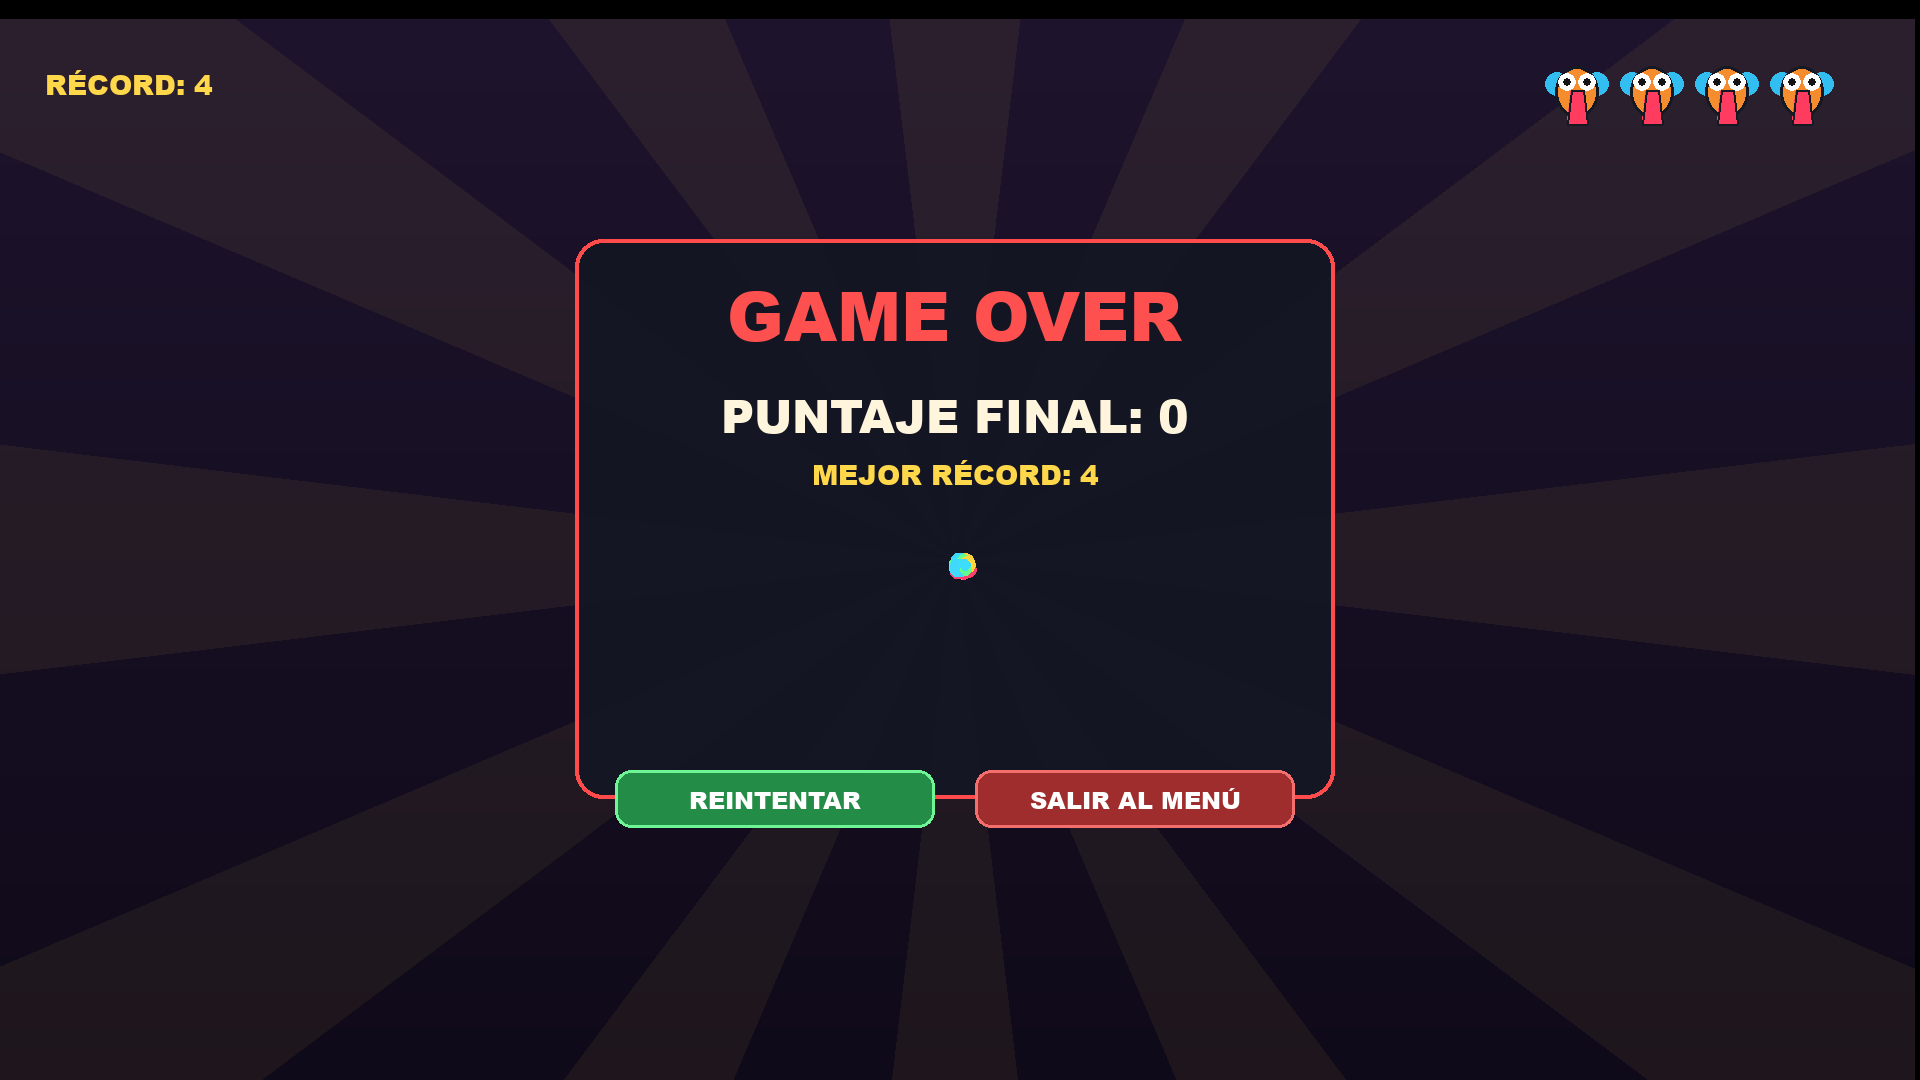 RÉCORD: 4
GAME OVER
PUNTAJE FINAL: 0
MEJOR RÉCORD: 4
REINTENTAR
SALIR AL MENÚ